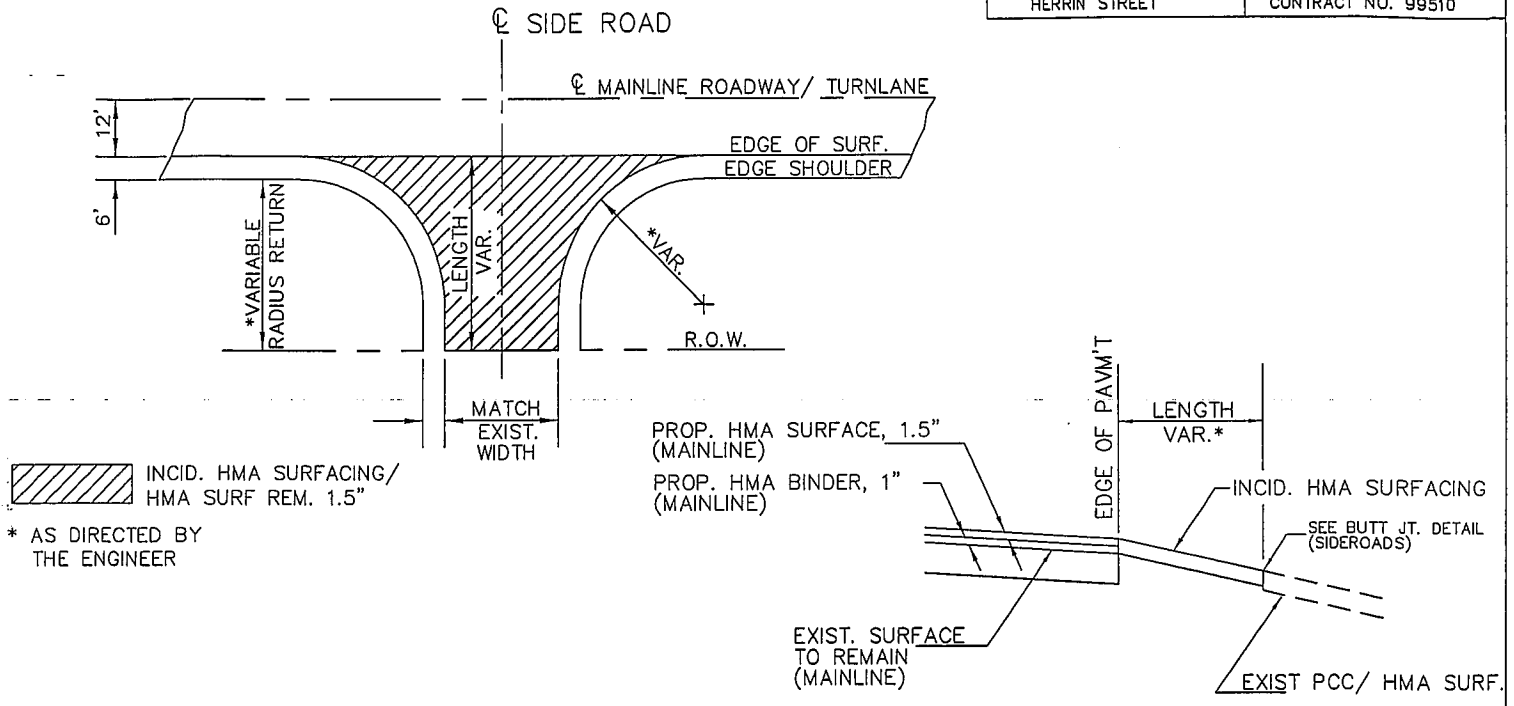 HERRIN STREET
CONTRACT NO. 99510
℄ SIDE ROAD
℄ MAINLINE ROADWAY/ TURNLANE
12'
EDGE OF SURF.
EDGE SHOULDER
6'
*VARIABLE
RADIUS RETURN
LENGTH
VAR.
*VAR.
R.O.W.
MATCH
EXIST.
WIDTH
INCID. HMA SURFACING/
HMA SURF REM. 1.5"
* AS DIRECTED BY
THE ENGINEER
PROP. HMA SURFACE, 1.5"
(MAINLINE)
PROP. HMA BINDER, 1"
(MAINLINE)
EDGE OF PAVM'T
LENGTH
VAR.*
INCID. HMA SURFACING
SEE BUTT JT. DETAIL
(SIDEROADS)
EXIST. SURFACE
TO REMAIN
(MAINLINE)
EXIST PCC/ HMA SURF.